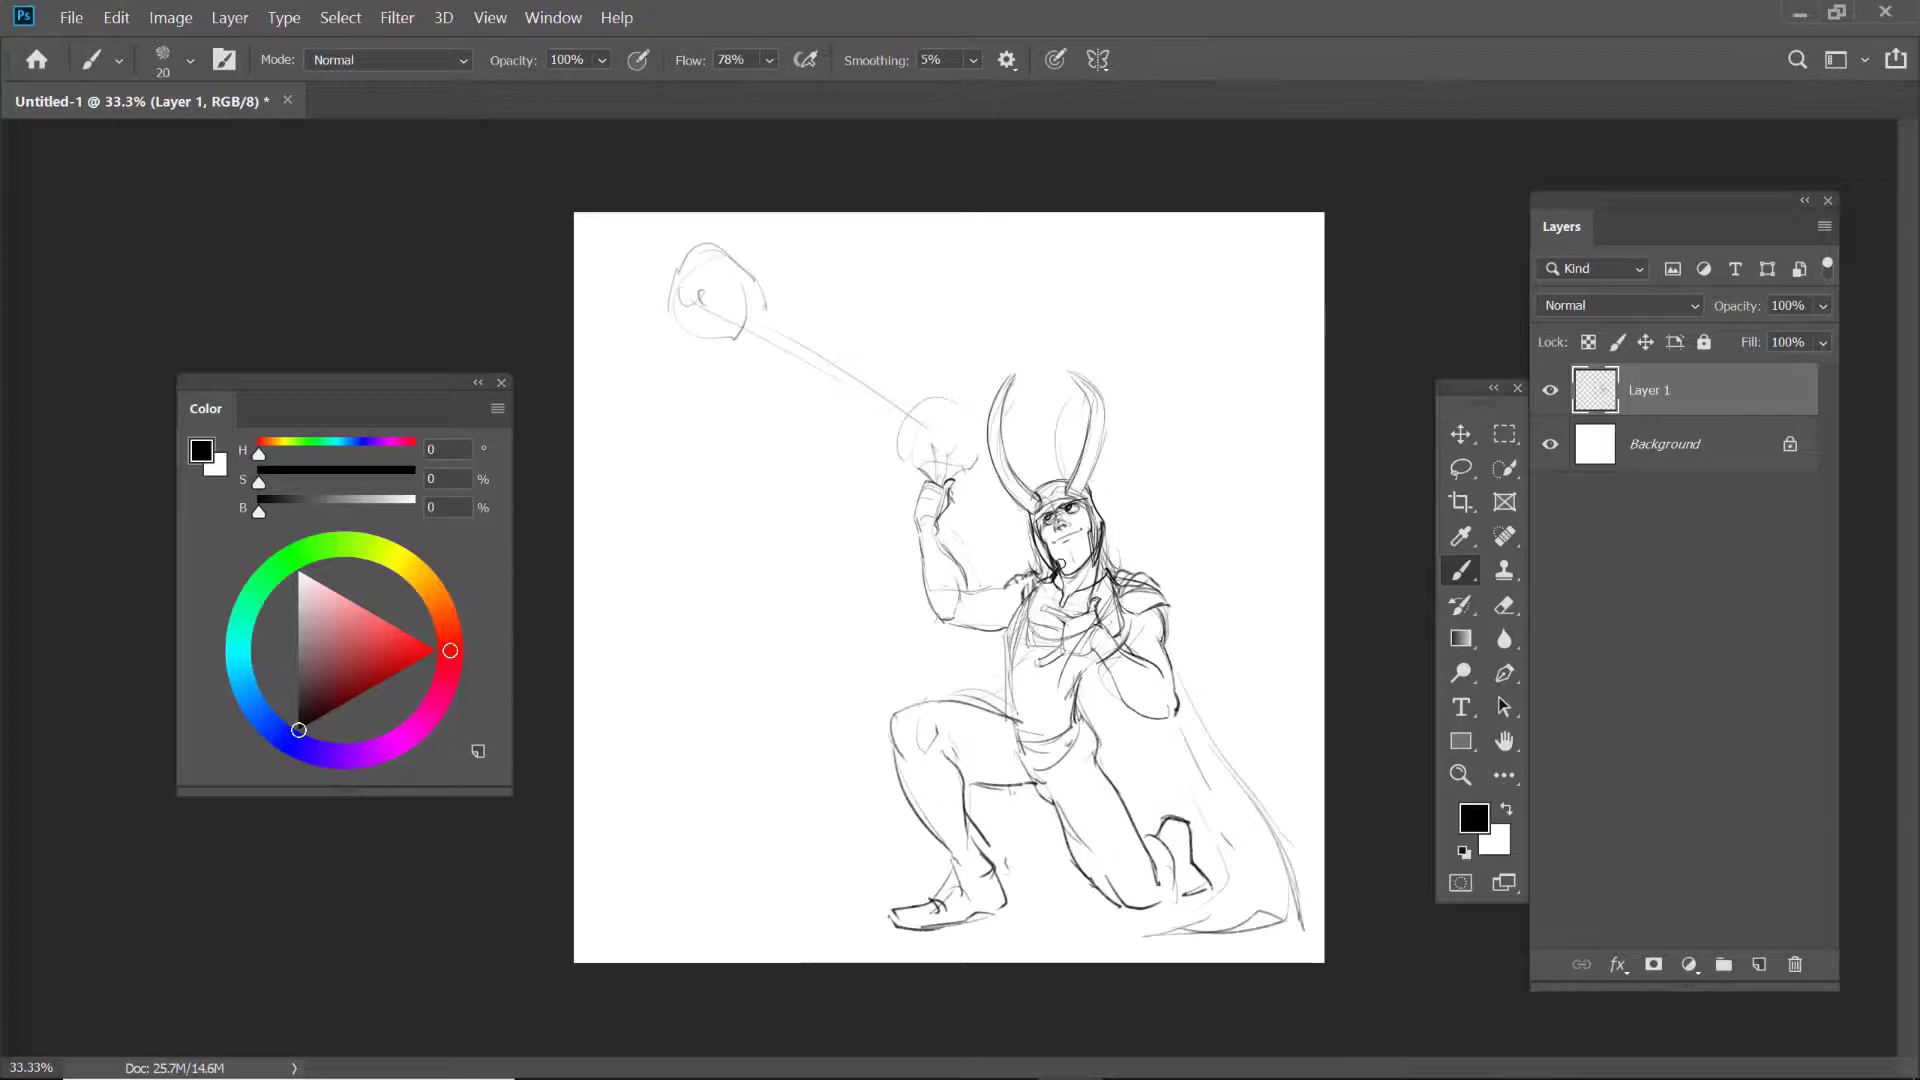 Ps File Edit Image Layer Type Select Filter 3D View Window Help
20 Mode: Normal Opacity: 100% Flow: 78% Smoothing: 5%
Untitled-1 @ 33.3% (Layer 1, RGB/8) *
Layers
Kind
Normal Opacity: 100%
Lock: Fill: 100%
Layer 1
Background
Color
H 0 °
S 0 %
B 0 %
33.33% Doc: 25.7M/14.6M